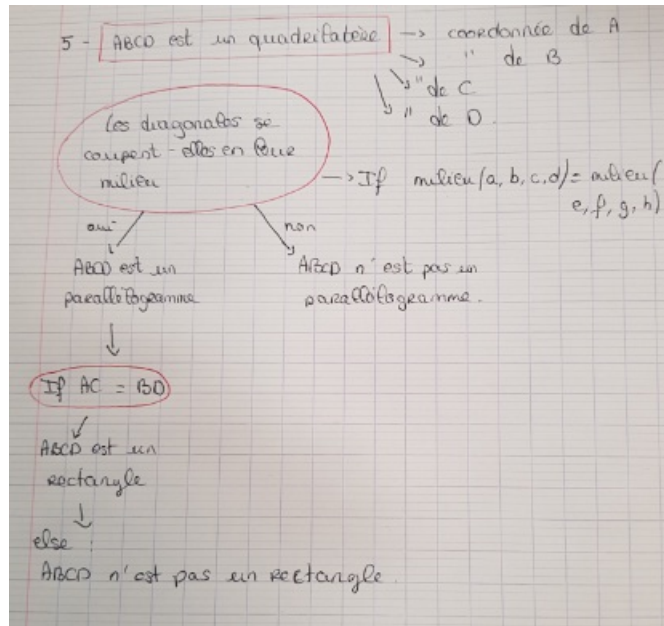 5 - ABCD est un quadrilatère → coordonnée de A
→ " de B
→ " de C
→ " de D.
les diagonales se
coupent-elles en leur
milieu
→ If milieu(a, b, c, d) = milieu(
e, f, g, h)
oui
non
ABCD est un
parallélogramme
ABCD n'est pas un
parallélogramme.
If AC = BD
ABCD est un
rectangle
else :
ABCD n'est pas un rectangle.